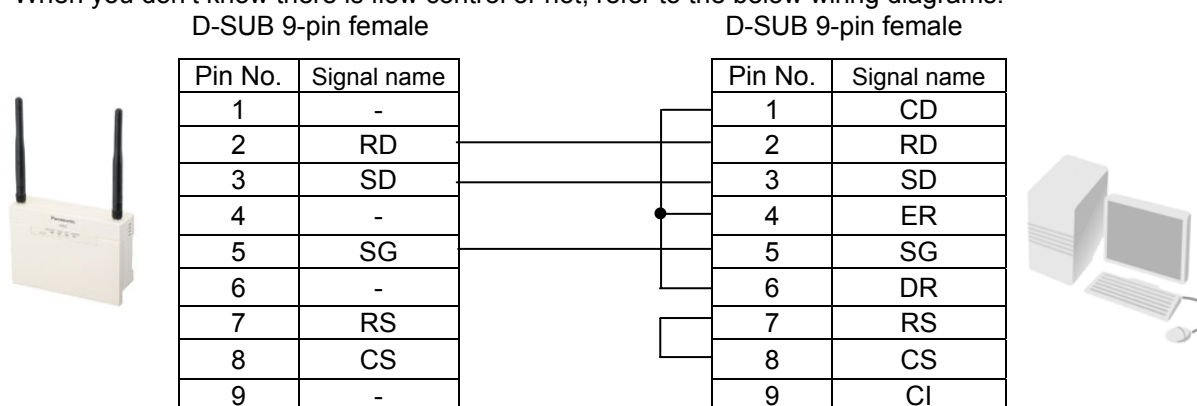 When you don't know there is flow control or not, refer to the below wiring diagrams.
D-SUB 9-pin female D-SUB 9-pin female
Pin No. Signal name Pin No. Signal name
1 - 1 CD
2 RD 2 RD
3 SD 3 SD
4 - 4 ER
5 SG 5 SG
6 - 6 DR
7 RS 7 RS
8 CS 8 CS
9 - 9 CI
Panasonic